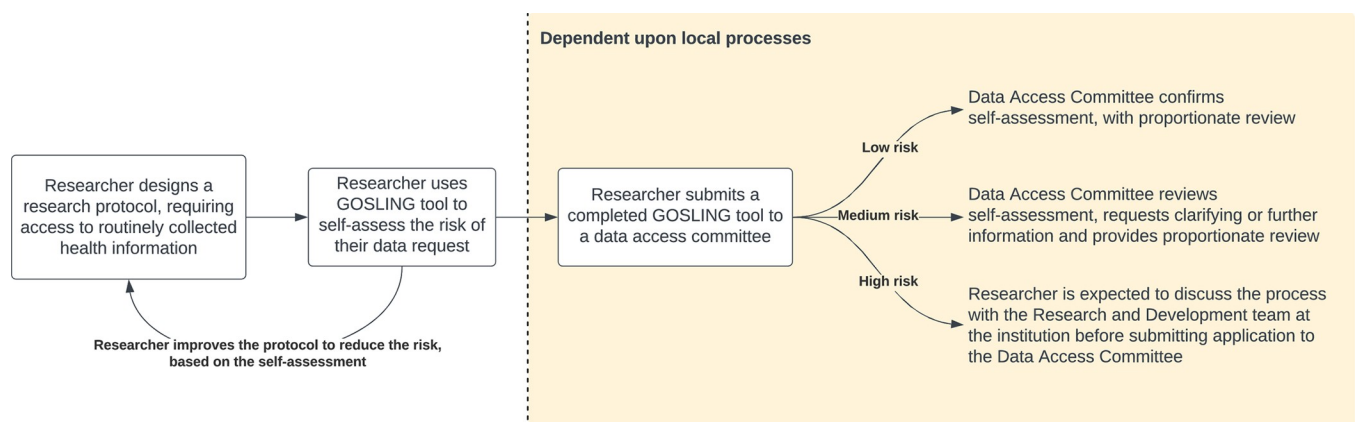 Dependent upon local processes
Researcher designs a
research protocol, requiring
access to routinely collected
health information
Researcher uses
GOSLING tool to
self-assess the risk of
their data request
Researcher improves the protocol to reduce the risk,
based on the self-assessment
Researcher submits a
completed GOSLING tool to
a data access committee
Low risk
Data Access Committee confirms
self-assessment, with proportionate review
Medium risk
Data Access Committee reviews
self-assessment, requests clarifying or further
information and provides proportionate review
High risk
Researcher is expected to discuss the process
with the Research and Development team at
the institution before submitting application to
the Data Access Committee